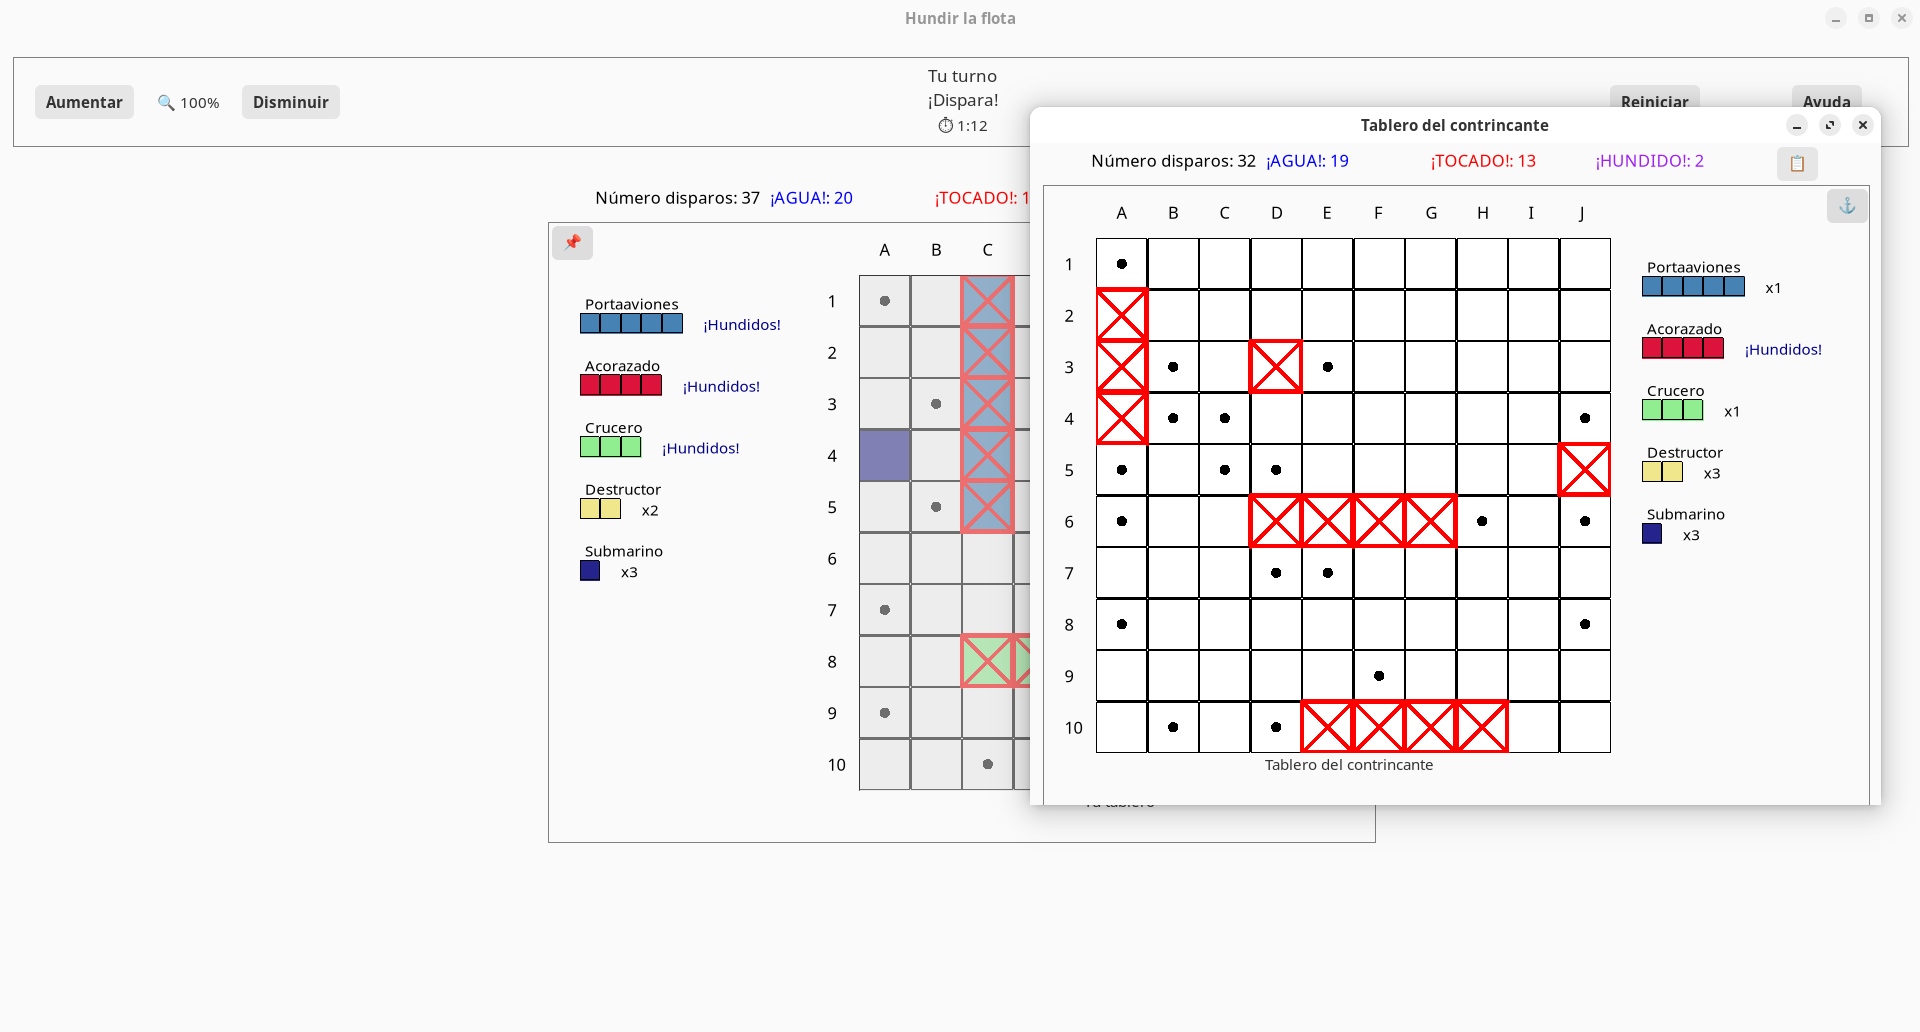 Hundir la flota
Aumentar 🔍 100% Disminuir
Tu turno
¡Dispara!
⏱ 1:12
Reiniciar Ayuda
Número disparos: 37 ¡AGUA!: 20 ¡TOCADO!: 1
A B C
1
2
3
4
5
6
7
8
9
10
Portaaviones
¡Hundidos!
Acorazado
¡Hundidos!
Crucero
¡Hundidos!
Destructor
x2
Submarino
x3
Tablero del contrincante
Número disparos: 32 ¡AGUA!: 19 ¡TOCADO!: 13 ¡HUNDIDO!: 2
A B C D E F G H I J
1
2
3
4
5
6
7
8
9
10
Portaaviones
x1
Acorazado
¡Hundidos!
Crucero
x1
Destructor
x3
Submarino
x3
Tablero del contrincante